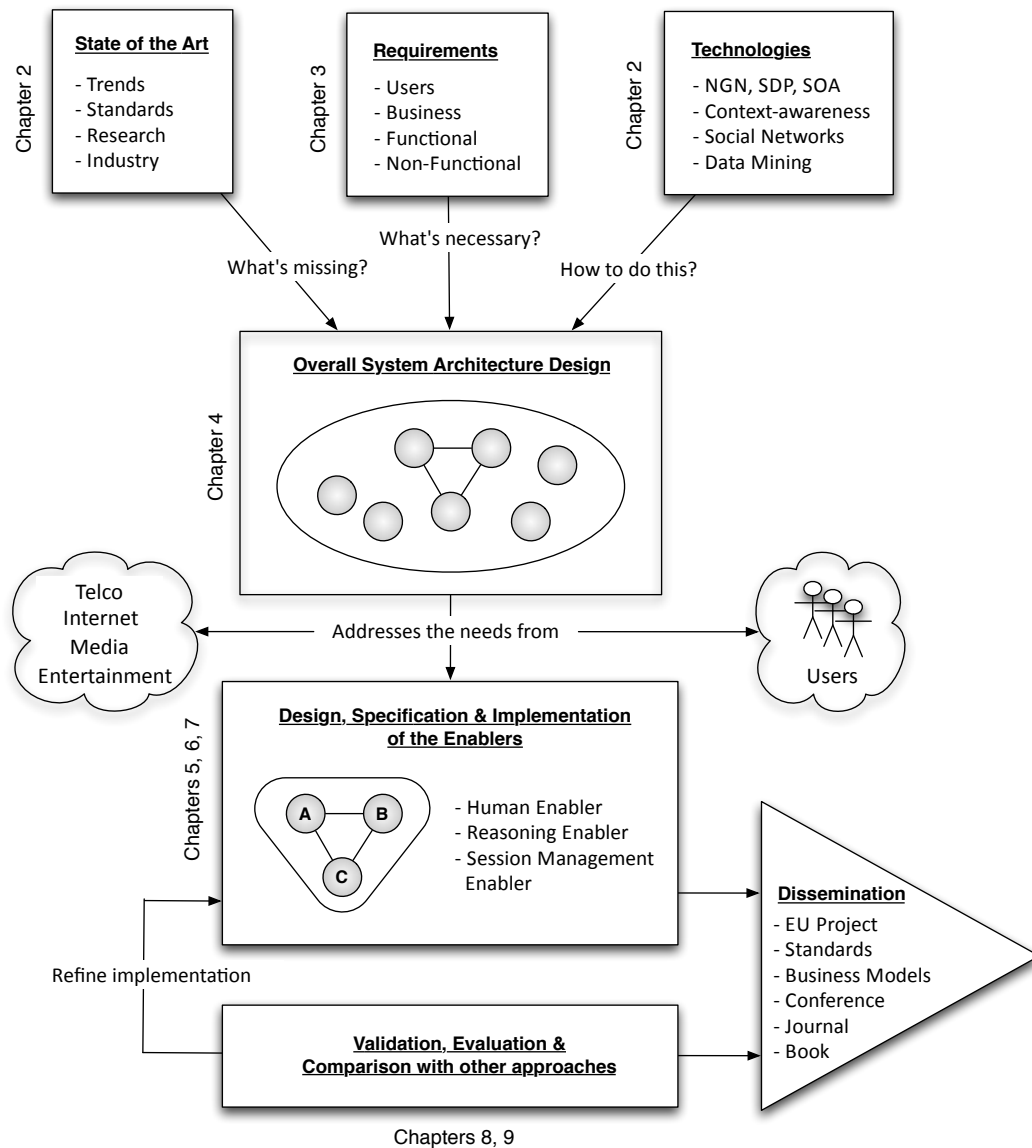 Chapter 2
State of the Art
- Trends
- Standards
- Research
- Industry
Chapter 3
Requirements
- Users
- Business
- Functional
- Non-Functional
Chapter 2
Technologies
- NGN, SDP, SOA
- Context-awareness
- Social Networks
- Data Mining
What's missing?
What's necessary?
How to do this?
Chapter 4
Overall System Architecture Design
Telco
Internet
Media
Entertainment
Addresses the needs from
Users
Chapters 5, 6, 7
Design, Specification & Implementation
of the Enablers
A
B
C
- Human Enabler
- Reasoning Enabler
- Session Management
Enabler
Refine implementation
Validation, Evaluation &
Comparison with other approaches
Chapters 8, 9
Dissemination
- EU Project
- Standards
- Business Models
- Conference
- Journal
- Book